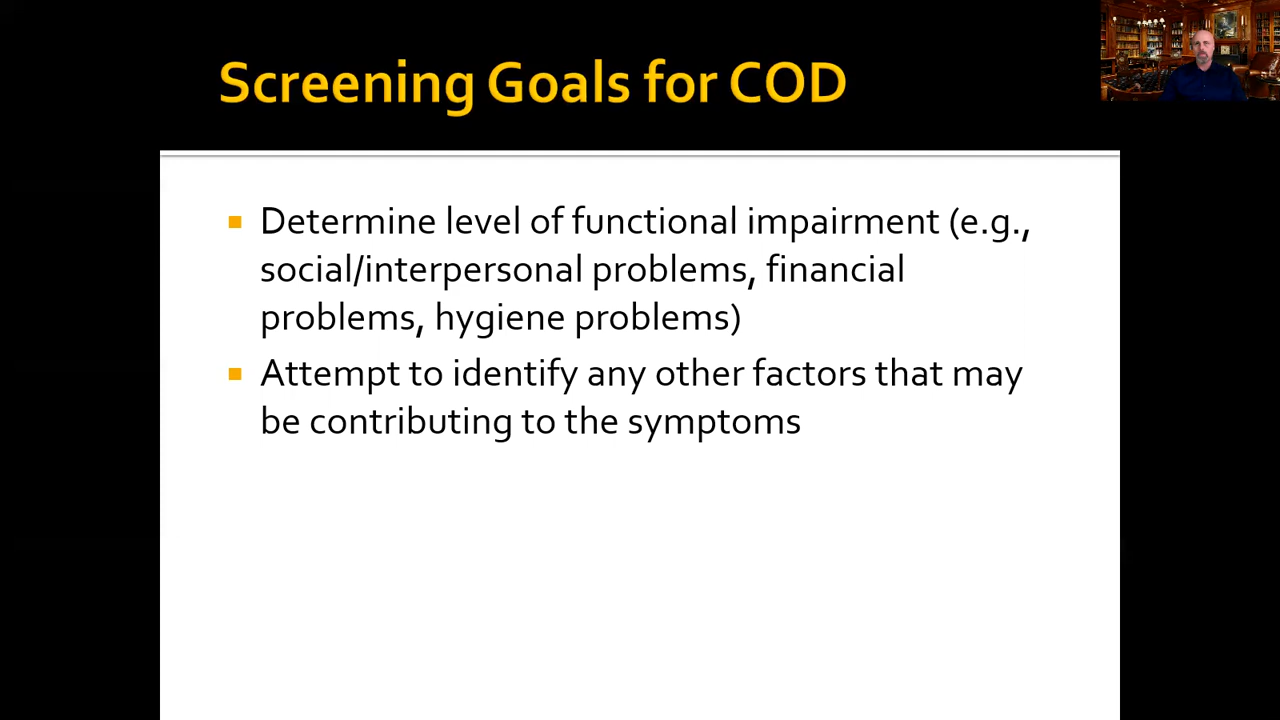 Screening Goals for COD
Determine level of functional impairment (e.g.,
social/interpersonal problems, financial
problems, hygiene problems)
Attempt to identify any other factors that may
be contributing to the symptoms